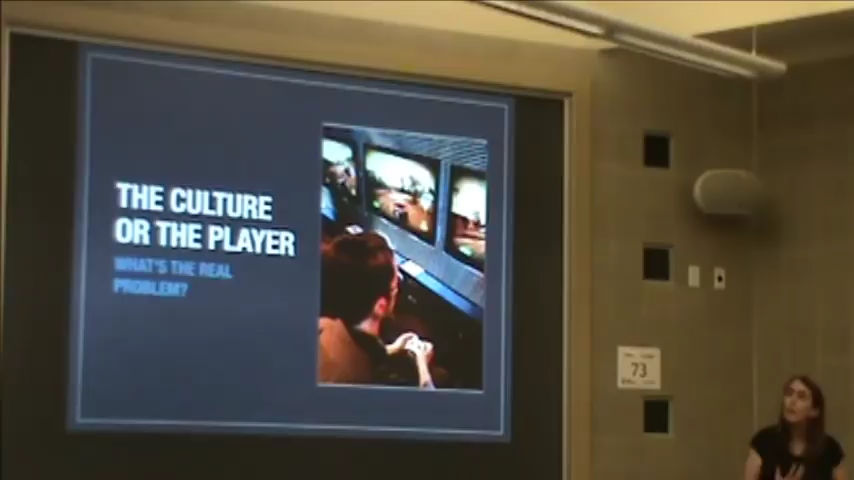 THE CULTURE
OR THE PLAYER
WHAT'S THE REAL
PROBLEM?
73